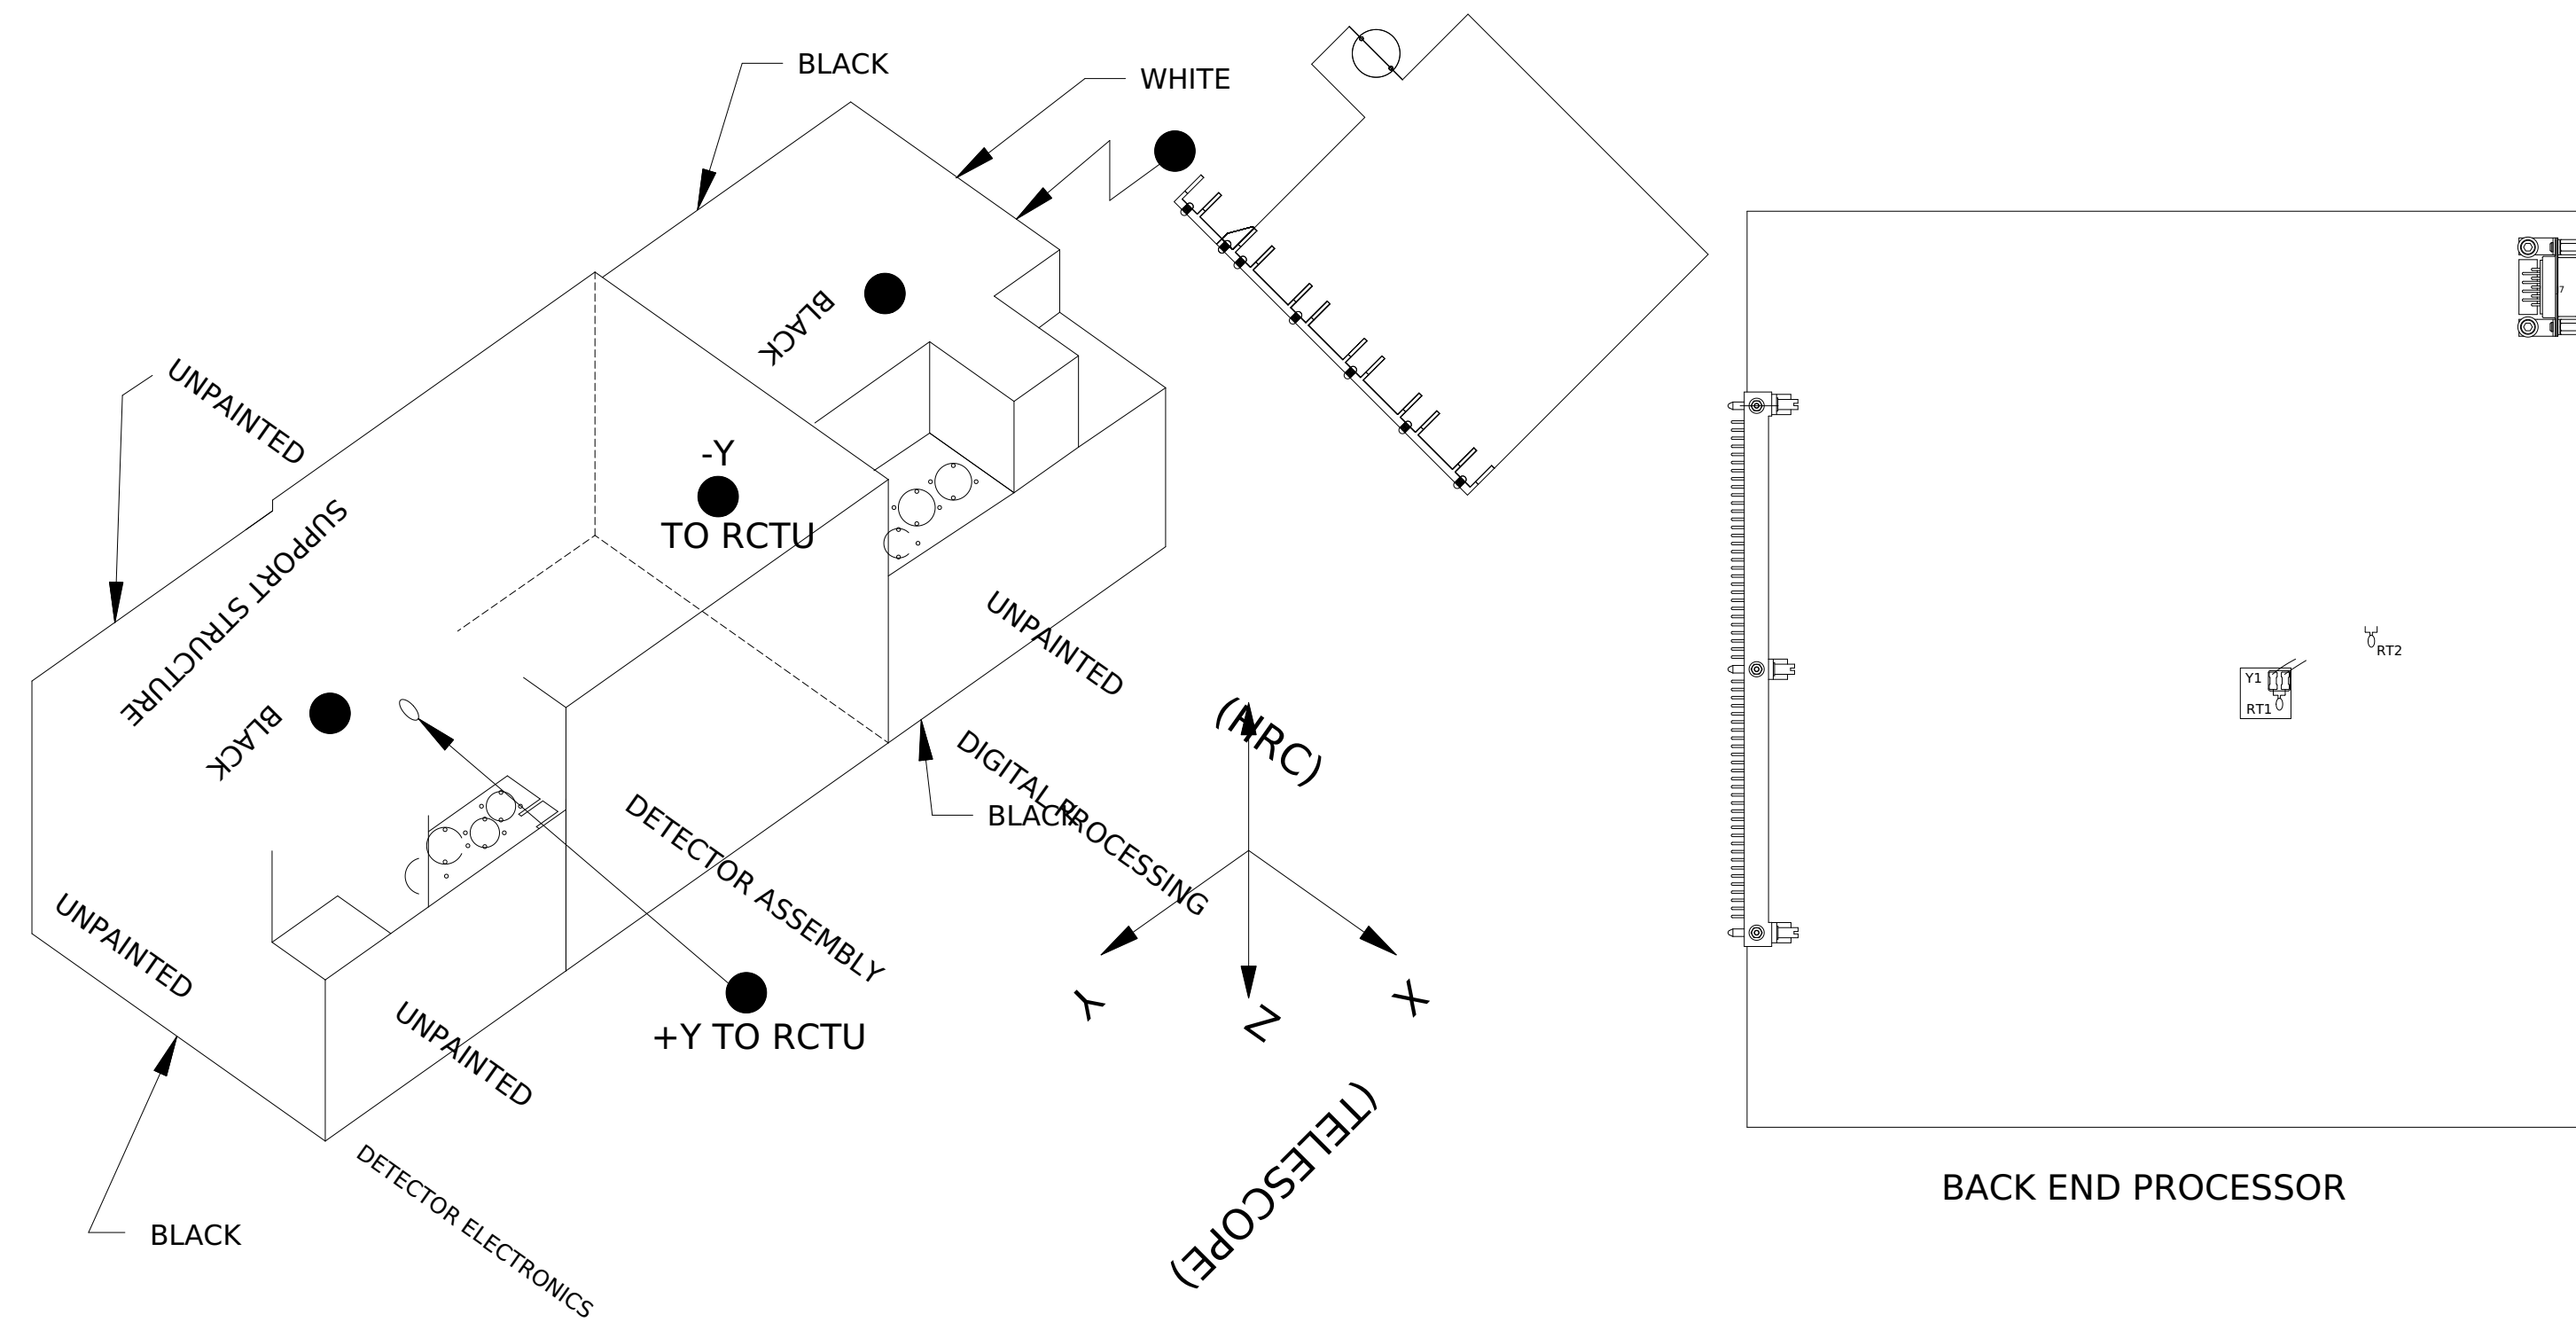 BLACK
WHITE
BLACK
UNPAINTED
-Y
TO RCTU
SUPPORT STRUCTURE
UNPAINTED
BLACK
(HRC)
DIGITAL PROCESSING
BLACK
DETECTOR ASSEMBLY
UNPAINTED
UNPAINTED
+Y TO RCTU
Y
Z
X
(TELESCOPE)
DETECTOR ELECTRONICS
BLACK
RT2
Y1
RT1
BACK END PROCESSOR